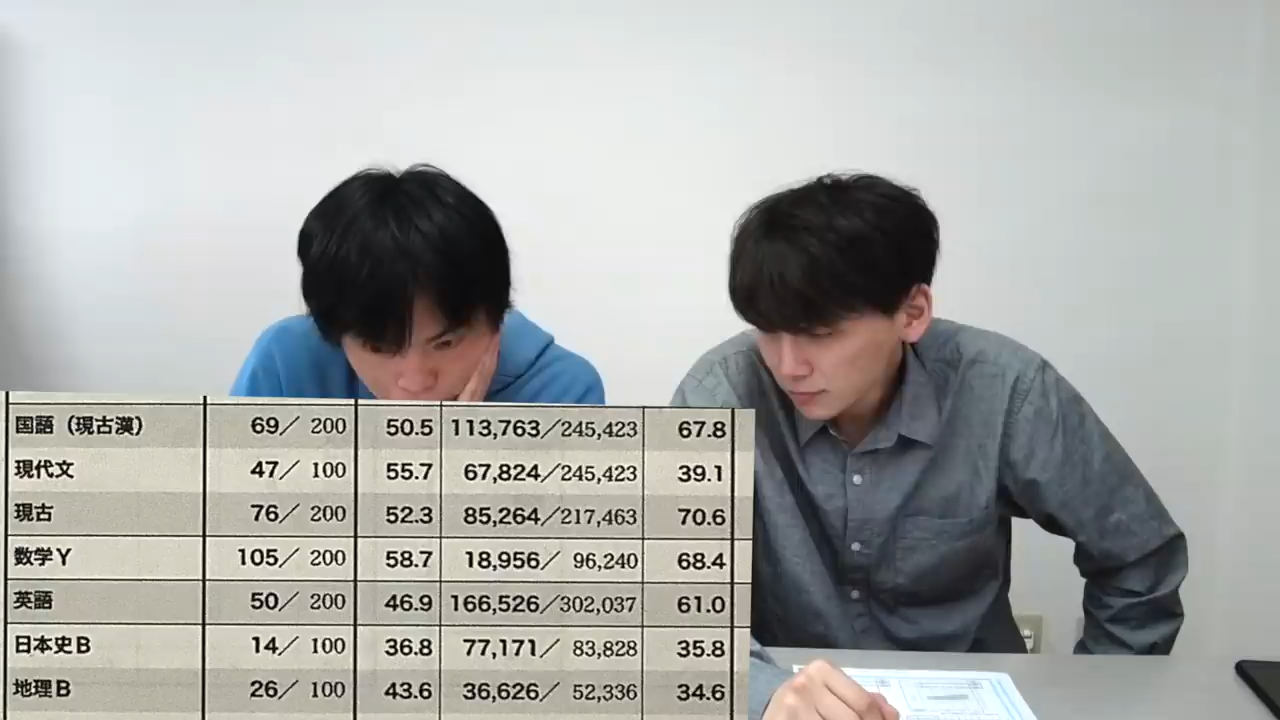 国語（現古漢） 69／ 200 50.5 113,763／245,423 67.8
現代文 47／ 100 55.7 67,824／245,423 39.1
現古 76／ 200 52.3 85,264／217,463 70.6
数学Y 105／ 200 58.7 18,956／ 96,240 68.4
英語 50／ 200 46.9 166,526／302,037 61.0
日本史B 14／ 100 36.8 77,171／ 83,828 35.8
地理B 26／ 100 43.6 36,626／ 52,336 34.6